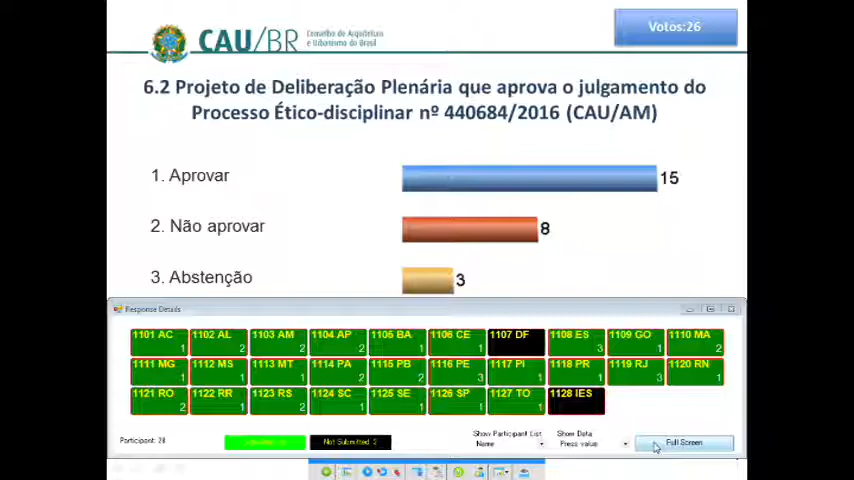 CAU/BR
Conselho de Arquitetura
e Urbanismo do Brasil
Votos:26
6.2 Projeto de Deliberação Plenária que aprova o julgamento do
Processo Ético-disciplinar nº 440684/2016 (CAU/AM)
1. Aprovar 15
2. Não aprovar 8
3. Abstenção 3
Response Details
1101 AC 1102 AL 1103 AM 1104 AP 1105 BA 1106 CE 1107 DF 1108 ES 1109 GO 1110 MA
1 2 2 2 1 1 3 1 2
1111 MG 1112 MS 1113 MT 1114 PA 1115 PB 1116 PE 1117 PI 1118 PR 1119 RJ 1120 RN
1 1 1 2 2 3 1 1 3 1
1121 RO 1122 RR 1123 RS 1124 SC 1125 SE 1126 SP 1127 TO 1128 IES
2 1 2 1 1 1 1
Show Participant List Show Data
Participant: 28 Not Submitted: 2 Name Press value Full Screen